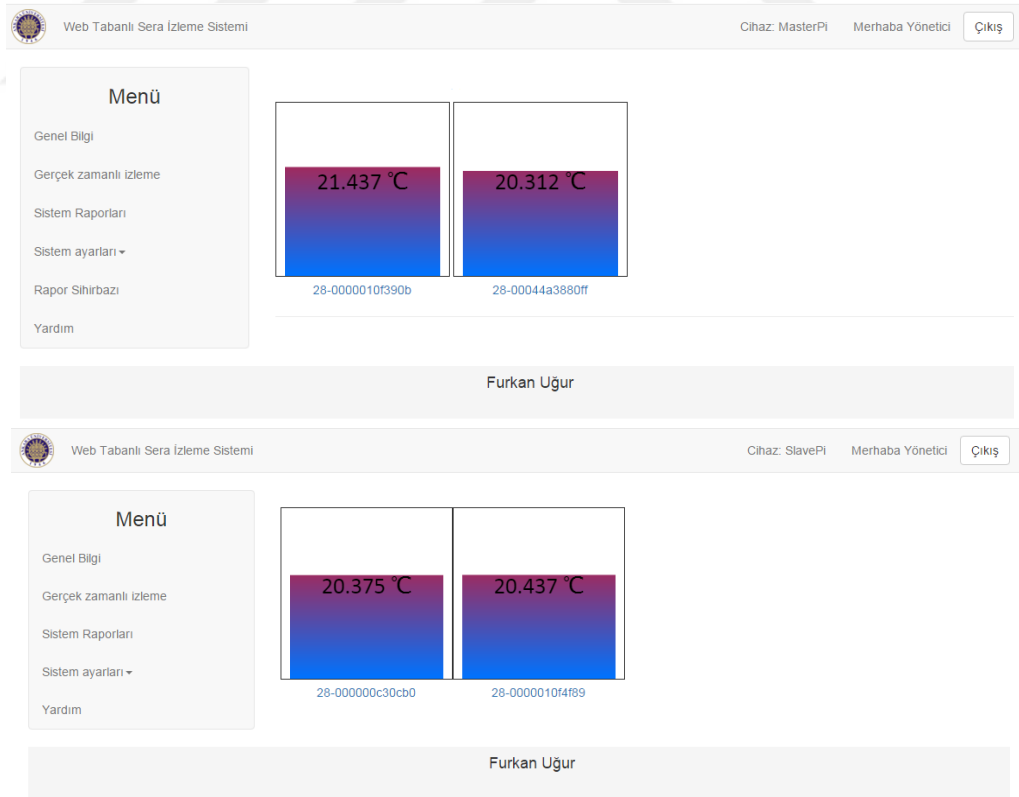 Web Tabanlı Sera İzleme Sistemi Cihaz: MasterPi Merhaba Yönetici Çıkış
Menü
Genel Bilgi
Gerçek zamanlı izleme
Sistem Raporları
Sistem ayarları
Rapor Sihirbazı
Yardım
21.437 ℃ 20.312 ℃
28-0000010f390b 28-00044a3880ff
Furkan Uğur
Web Tabanlı Sera İzleme Sistemi Cihaz: SlavePi Merhaba Yönetici Çıkış
Menü
Genel Bilgi
Gerçek zamanlı izleme
Sistem Raporları
Sistem ayarları
Yardım
20.375 ℃ 20.437 ℃
28-000000c30cb0 28-0000010f4f89
Furkan Uğur